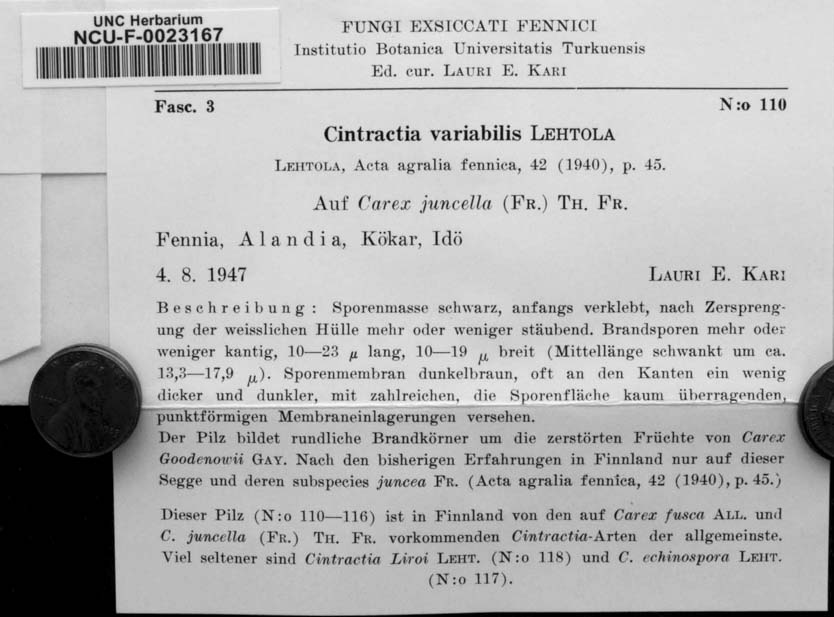 UNC Herbarium
NCU-F-0023167
FUNGI EXSICCATI FENNICI
Institutio Botanica Universitatis Turkuensis
Ed. cur. LAURI E. KARI
Fasc. 3 N:o 110
Cintractia variabilis LEHTOLA
LEHTOLA, Acta agralia fennica, 42 (1940), p. 45.
Auf Carex juncella (FR.) TH. FR.
Fennia, Alandia, Kökar, Idö
4. 8. 1947 LAURI E. KARI
Beschreibung: Sporenmasse schwarz, anfangs verklebt, nach Zerspreng-
ung der weisslichen Hülle mehr oder weniger stäubend. Brandsporen mehr oder
weniger kantig, 10—23 μ lang, 10—19 μ breit (Mittellänge schwankt um ca.
13,3—17,9 μ). Sporenmembran dunkelbraun, oft an den Kanten ein wenig
dicker und dunkler, mit zahlreichen, die Sporenfläche kaum überragenden,
punktförmigen Membraneinlagerungen versehen.
Der Pilz bildet rundliche Brandkörner um die zerstörten Früchte von Carex
Goodenowii GAY. Nach den bisherigen Erfahrungen in Finnland nur auf dieser
Segge und deren subspecies juncea FR. (Acta agralia fennica, 42 (1940), p. 45.)
Dieser Pilz (N:o 110—116) ist in Finnland von den auf Carex fusca ALL. und
C. juncella (FR.) TH. FR. vorkommenden Cintractia-Arten der allgemeinste.
Viel seltener sind Cintractia Liroi LEHT. (N:o 118) und C. echinospora LEHT.
(N:o 117).